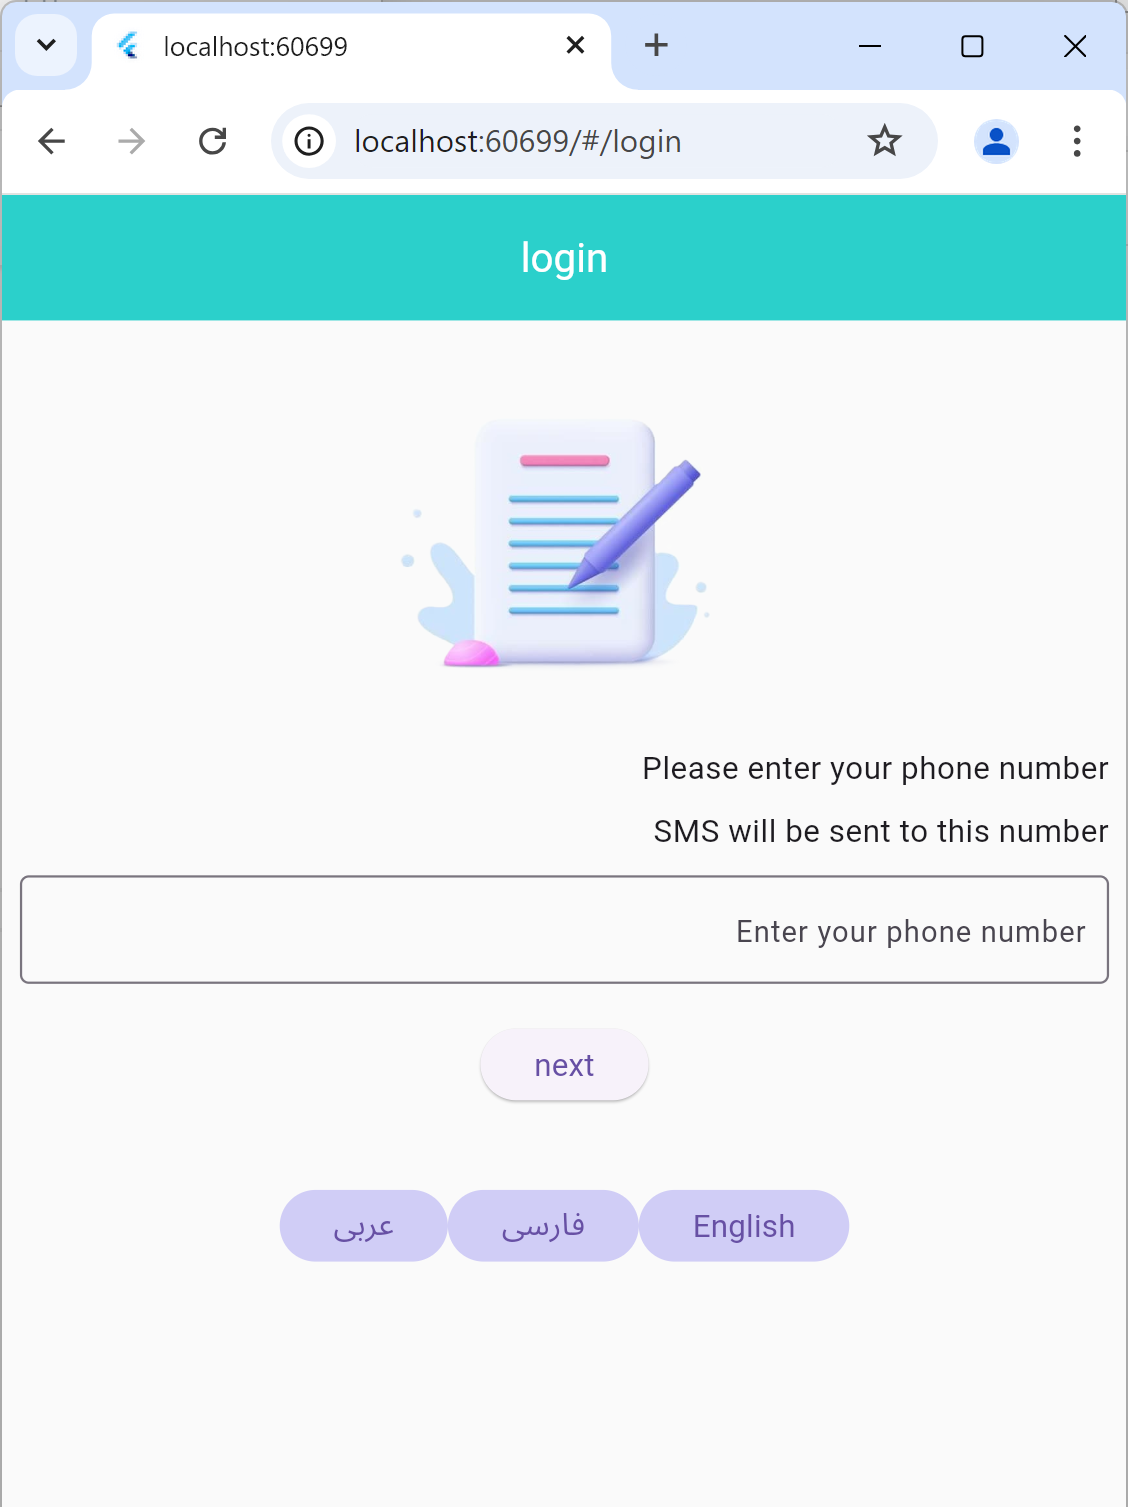 localhost:60699
localhost:60699/#/login
login
Please enter your phone number
SMS will be sent to this number
Enter your phone number
next
عربی فارسی English